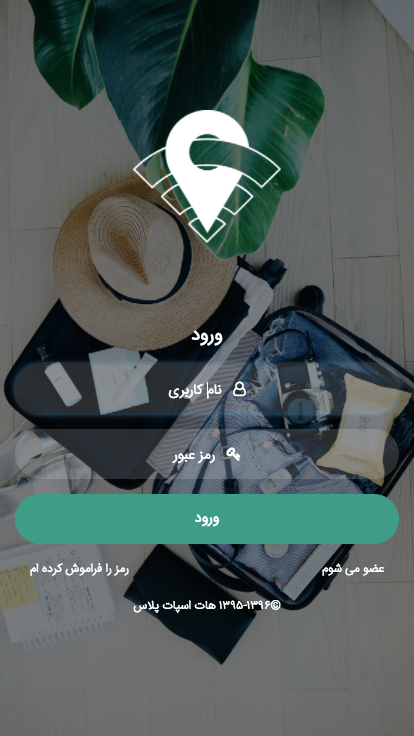 ورود
نام کاربری
رمز عبور
ورود
عضو می شوم
رمز را فراموش کرده ام
©۱۳۹۵-۱۳۹۶ هات اسپات پلاس